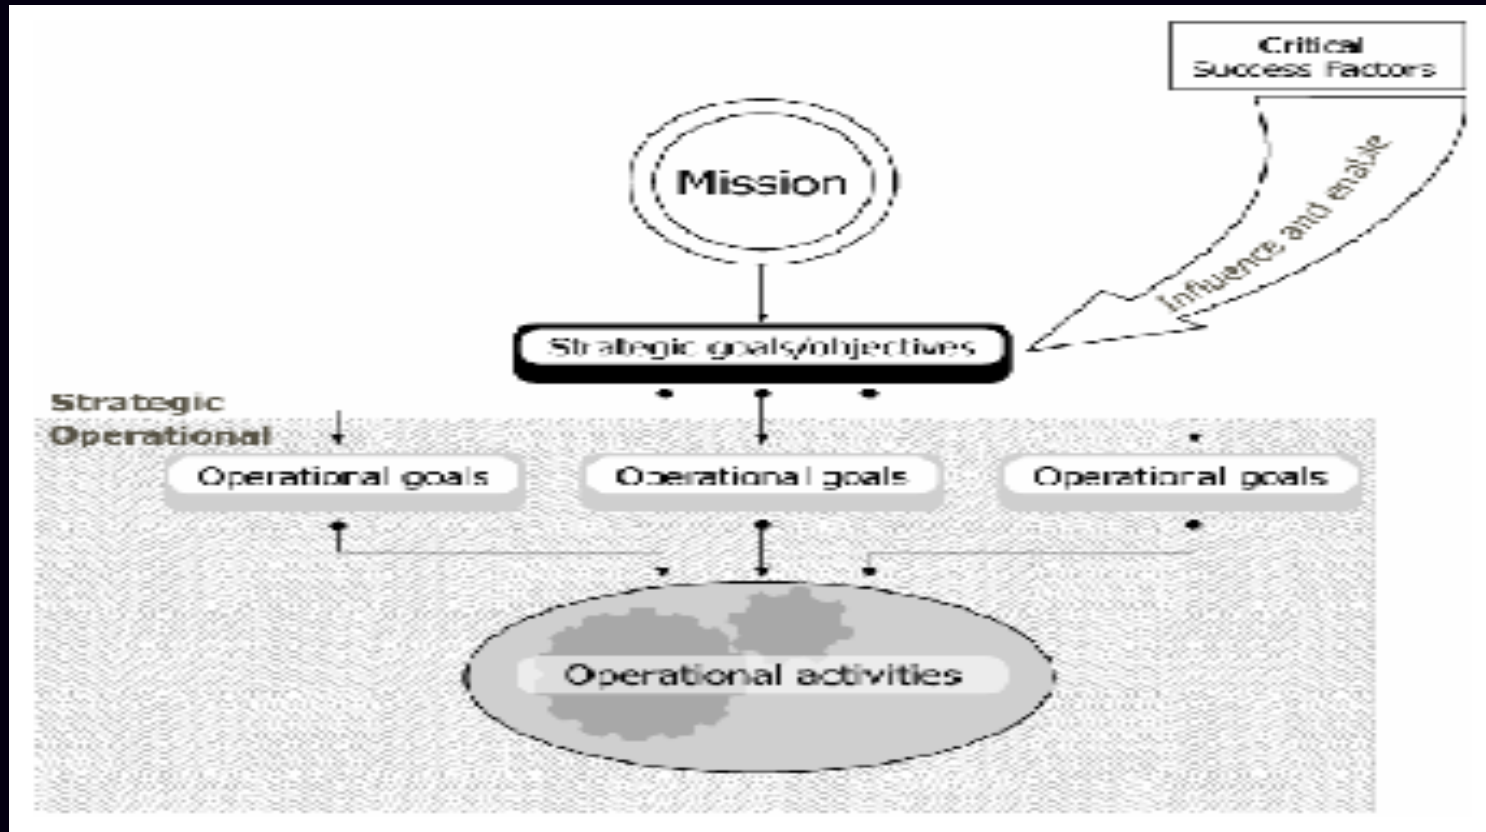 Critical
Success Factors
Mission
Influence and enable
Strategic goals/objectives
Strategic
Operational
Operational goals
Operational goals
Operational goals
Operational activities